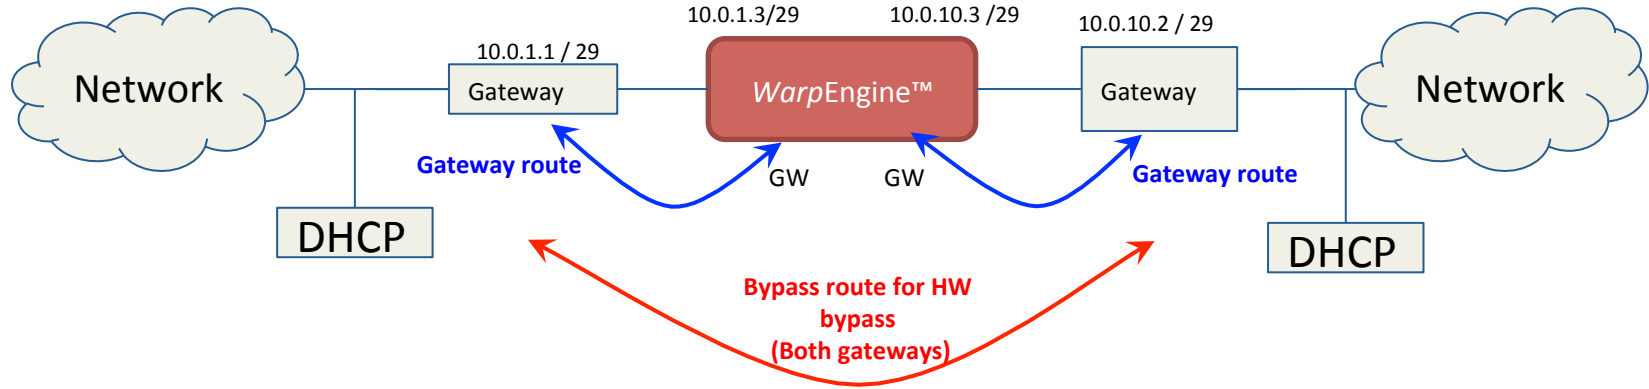 10.0.1.3/29
10.0.10.3 /29
10.0.10.2 / 29
10.0.1.1 / 29
Network
Gateway
WarpEngine™
Gateway
Network
Gateway route
GW
GW
Gateway route
DHCP
DHCP
Bypass route for HW
bypass
(Both gateways)